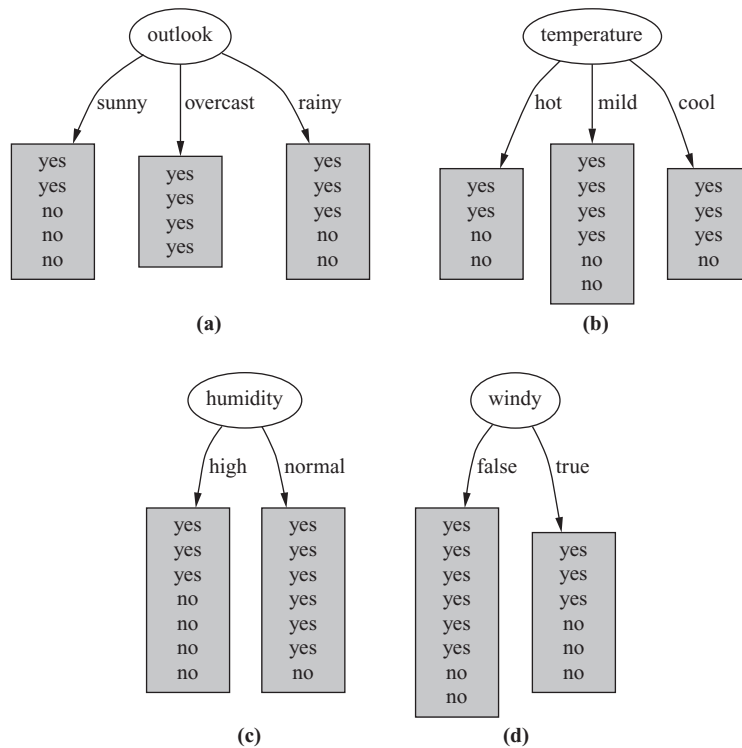 outlook
sunny
overcast
rainy
yes
yes
no
no
no
yes
yes
yes
yes
yes
yes
yes
no
no
(a)
temperature
hot
mild
cool
yes
yes
no
no
yes
yes
yes
yes
no
no
yes
yes
yes
no
(b)
humidity
high
normal
yes
yes
yes
no
no
no
no
yes
yes
yes
yes
yes
yes
no
(c)
windy
false
true
yes
yes
yes
yes
yes
yes
no
no
yes
yes
yes
no
no
no
(d)